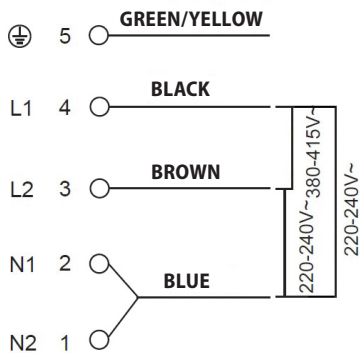 5 GREEN/YELLOW
L1 4 BLACK
L2 3 BROWN
N1 2
BLUE
N2 1
380-415V~
220-240V~
220-240V~